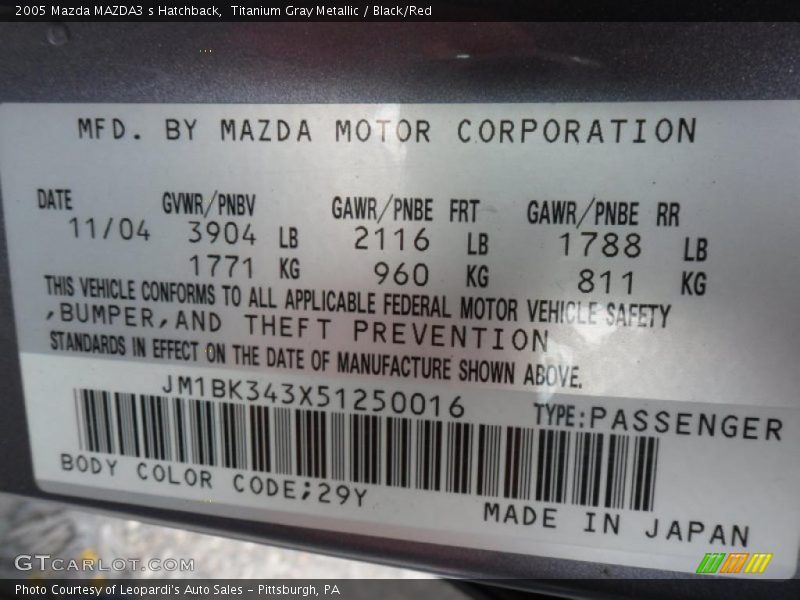 2005 Mazda MAZDA3 s Hatchback,  Titanium Gray Metallic / Black/Red
MFD. BY MAZDA MOTOR CORPORATION
DATE GVWR/PNBV GAWR/PNBE FRT GAWR/PNBE RR
11/04 3904 LB 2116 LB 1788 LB
1771 KG 960 KG 811 KG
THIS VEHICLE CONFORMS TO ALL APPLICABLE FEDERAL MOTOR VEHICLE SAFETY
,BUMPER,AND THEFT PREVENTION
STANDARDS IN EFFECT ON THE DATE OF MANUFACTURE SHOWN ABOVE.
JM1BK343X51250016 TYPE:PASSENGER
BODY COLOR CODE;29Y
MADE IN JAPAN
GTCARLOT.COM
Photo Courtesy of Leopardi's Auto Sales - Pittsburgh, PA